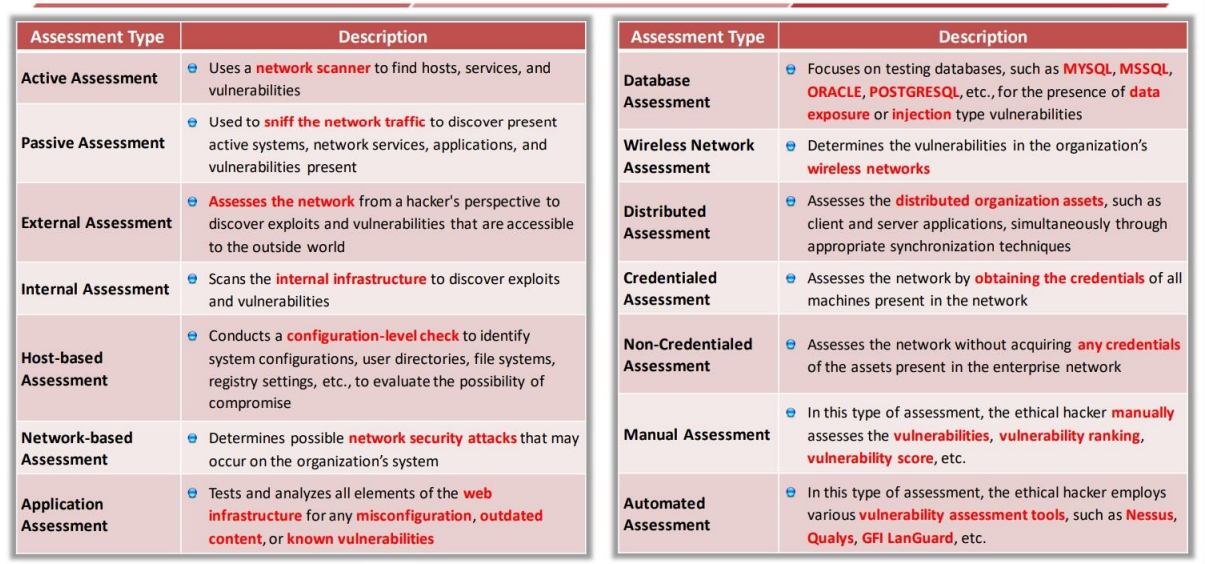 Assessment Type Description
Active Assessment
Uses a network scanner to find hosts, services, and
vulnerabilities
Passive Assessment
Used to sniff the network traffic to discover present
active systems, network services, applications, and
vulnerabilities present
External Assessment
Assesses the network from a hacker's perspective to
discover exploits and vulnerabilities that are accessible
to the outside world
Internal Assessment
Scans the internal infrastructure to discover exploits
and vulnerabilities
Host-based
Assessment
Conducts a configuration-level check to identify
system configurations, user directories, file systems,
registry settings, etc., to evaluate the possibility of
compromise
Network-based
Assessment
Determines possible network security attacks that may
occur on the organization's system
Application
Assessment
Tests and analyzes all elements of the web
infrastructure for any misconfiguration, outdated
content, or known vulnerabilities
Assessment Type Description
Database
Assessment
Focuses on testing databases, such as MYSQL, MSSQL,
ORACLE, POSTGRESQL, etc., for the presence of data
exposure or injection type vulnerabilities
Wireless Network
Assessment
Determines the vulnerabilities in the organization's
wireless networks
Distributed
Assessment
Assesses the distributed organization assets, such as
client and server applications, simultaneously through
appropriate synchronization techniques
Credentialed
Assessment
Assesses the network by obtaining the credentials of all
machines present in the network
Non-Credentialed
Assessment
Assesses the network without acquiring any credentials
of the assets present in the enterprise network
Manual Assessment
In this type of assessment, the ethical hacker manually
assesses the vulnerabilities, vulnerability ranking,
vulnerability score, etc.
Automated
Assessment
In this type of assessment, the ethical hacker employs
various vulnerability assessment tools, such as Nessus,
Qualys, GFI LanGuard, etc.